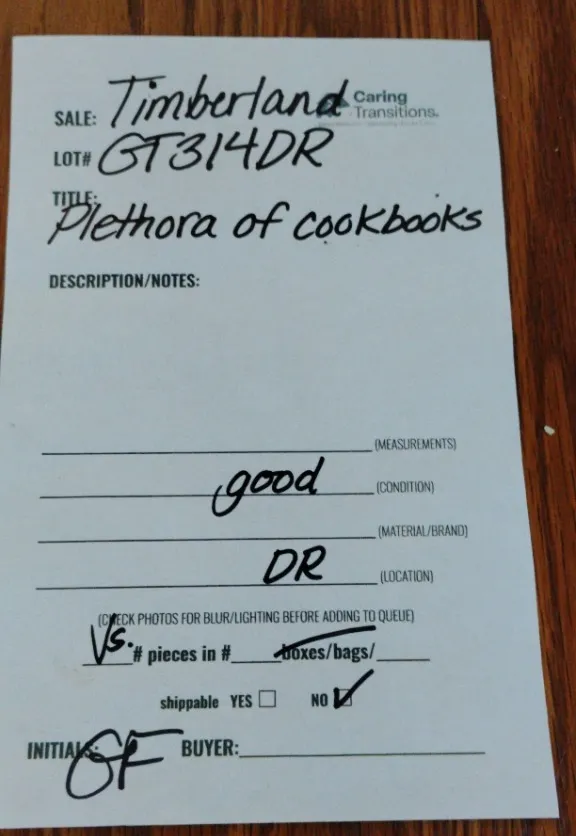 SALE: Timberland Caring Transitions.
LOT# GT314DR
TITLE:
Plethora of cookbooks
DESCRIPTION/NOTES:
(MEASUREMENTS)
good (CONDITION)
(MATERIAL/BRAND)
DR (LOCATION)
(CHECK PHOTOS FOR BLUR/LIGHTING BEFORE ADDING TO QUEUE)
Vs. # pieces in # boxes/bags/
shippable YES NO
INITIALS: GF BUYER: